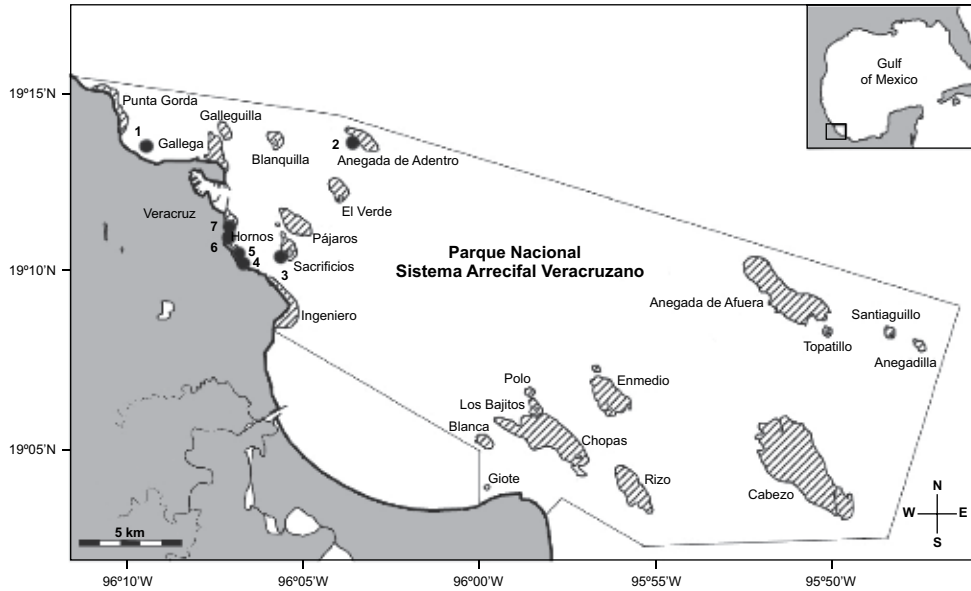 Gulf
of Mexico
19º15'N
Punta Gorda
Galleguilla
1
Gallega
Blanquilla
2
Anegada de Adentro
El Verde
Veracruz
7
Hornos
Pájaros
6
5
4
Sacrificios
3
19º10'N
Parque Nacional
Sistema Arrecifal Veracruzano
Ingeniero
Anegada de Afuera
Santiaguillo
Topatillo
Anegadilla
Polo
Enmedio
Los Bajitos
Blanca
Chopas
19º05'N
Giote
Rizo
Cabezo
N
W
E
S
5 km
96º10'W
96º05'W
96º00'W
95º55'W
95º50'W